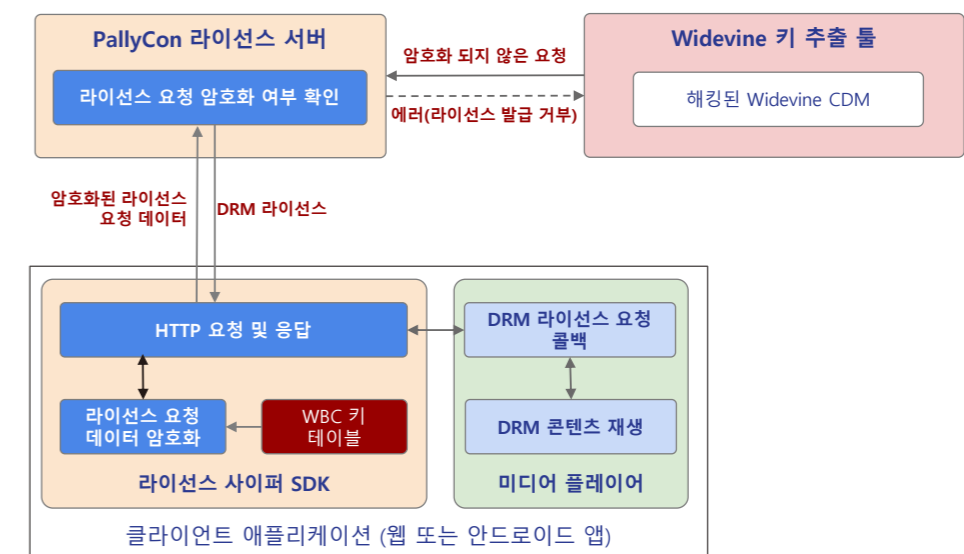 PallyCon 라이선스 서버
라이선스 요청 암호화 여부 확인
암호화 되지 않은 요청
에러(라이선스 발급 거부)
Widevine 키 추출 툴
해킹된 Widevine CDM
암호화된 라이선스
요청 데이터
DRM 라이선스
HTTP 요청 및 응답
라이선스 요청
데이터 암호화
WBC 키
테이블
라이선스 사이퍼 SDK
DRM 라이선스 요청
콜백
DRM 콘텐츠 재생
미디어 플레이어
클라이언트 애플리케이션 (웹 또는 안드로이드 앱)